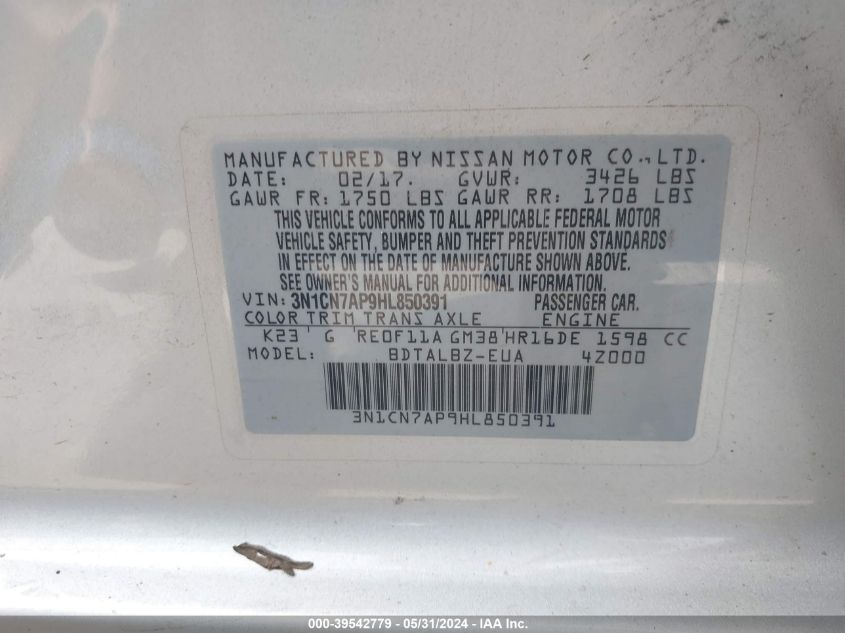 MANUFACTURED BY NISSAN MOTOR CO., LTD.
DATE: 02/17. GVWR: 3426 LBS
GAWR FR: 1750 LBS GAWR RR: 1708 LBS
THIS VEHICLE CONFORMS TO ALL APPLICABLE FEDERAL MOTOR
VEHICLE SAFETY, BUMPER AND THEFT PREVENTION STANDARDS
IN EFFECT ON THE DATE OF MANUFACTURE SHOWN ABOVE.
SEE OWNER'S MANUAL FOR ADDITIONAL INFORMATION.
VIN: 3N1CN7AP9HL850391 PASSENGER CAR.
COLOR TRIM TRANS AXLE ENGINE
K23 ' G 'RE0F11A GM38'HR16DE 1598 CC
MODEL: BDTALBZ-EUA 4Z000
3N1CN7AP9HL850391
000-39542779 - 05/31/2024 - IAA Inc.